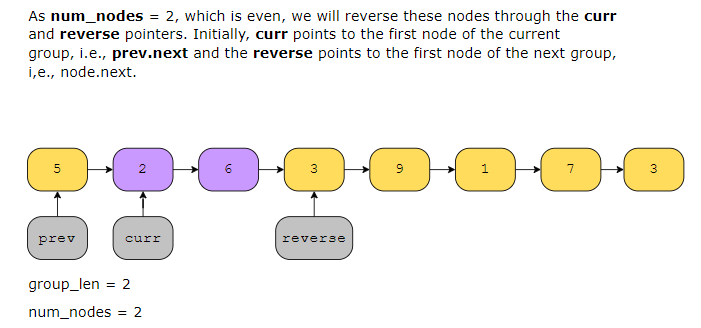 As num_nodes = 2, which is even, we will reverse these nodes through the curr
and reverse pointers. Initially, curr points to the first node of the current
group, i.e., prev.next and the reverse points to the first node of the next group,
i,e., node.next.
5 2 6 3 9 1 7 3
prev curr reverse
group_len = 2
num_nodes = 2